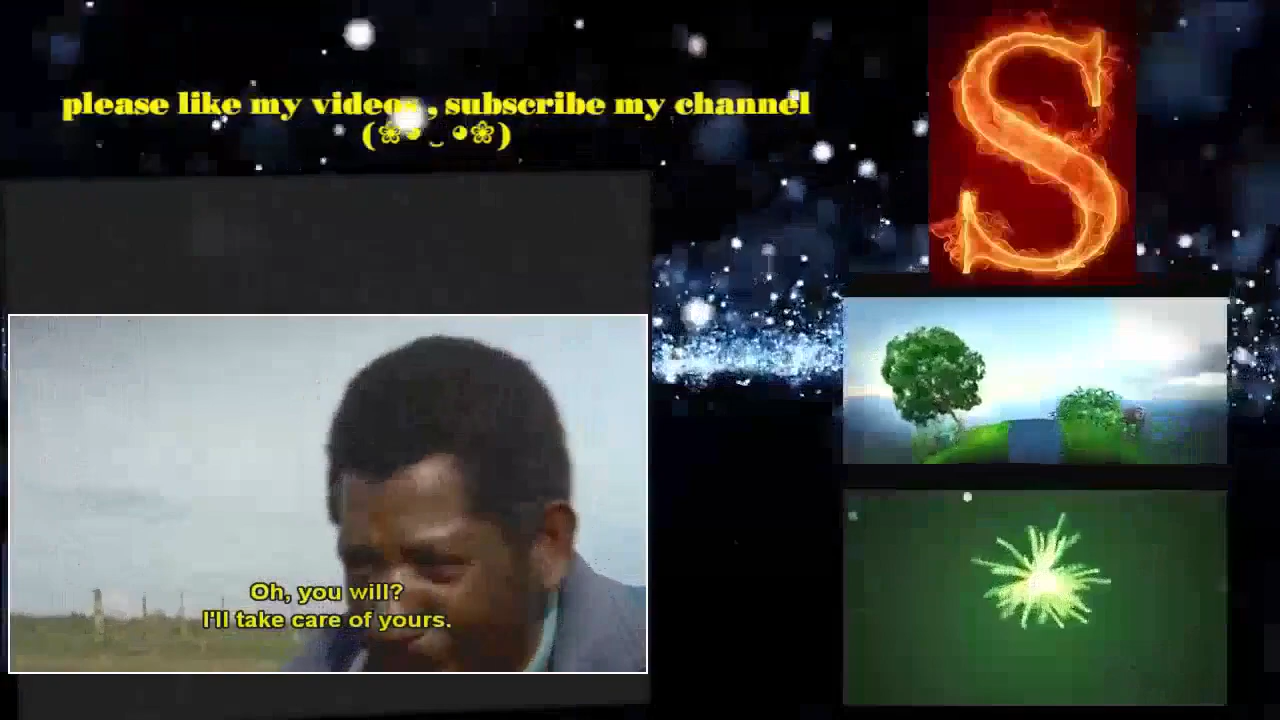 please like my videos , subscribe my channel
(❀◕ ‿ ◕❀)
S
Oh, you will?
I'll take care of yours.